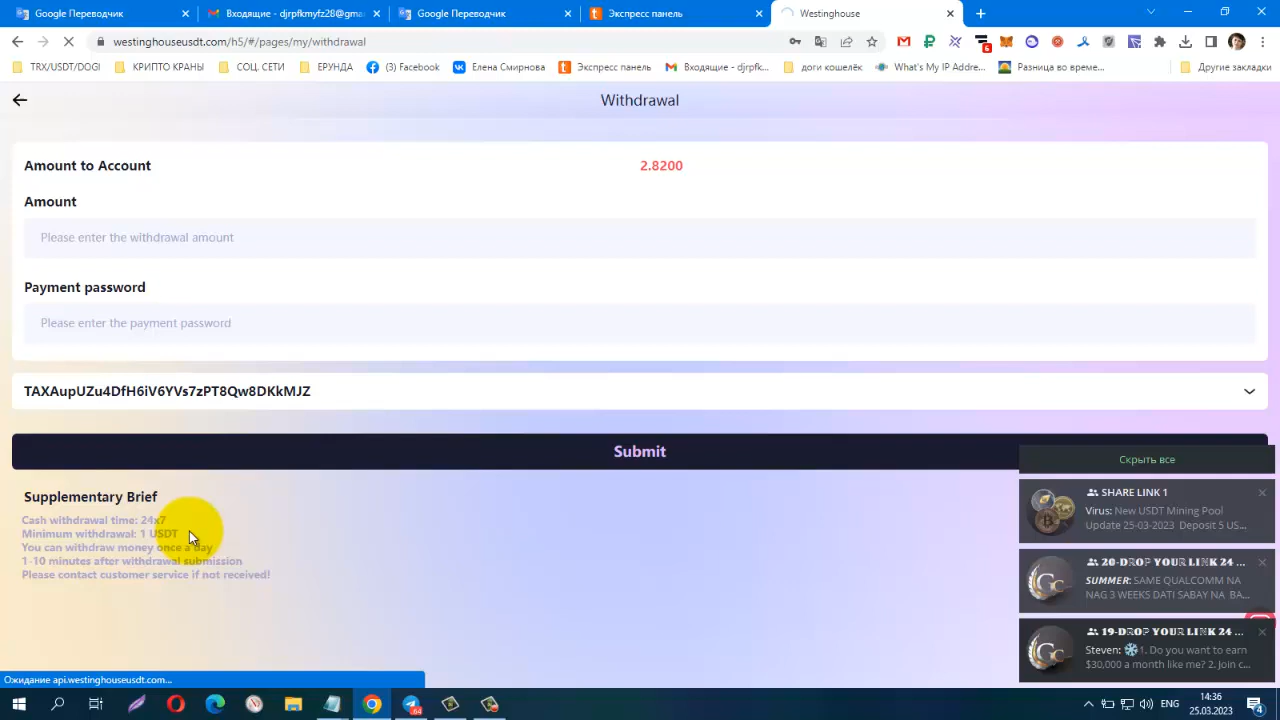 Google Переводчик
Входящие - djrpfkmyfz28@gma
Google Переводчик
Экспресс панель
Westinghouse
westinghouseusdt.com/h5/#/pages/my/withdrawal
6
TRX/USDT/DOGI
КРИПТО КРАНЫ
СОЦ. СЕТИ
ЕРУНДА
(3) Facebook
Елена Смирнова
Экспресс панель
Входящие - djrpfk...
доги кошелёк
What's My IP Addre...
Разница во време...
Другие закладки
Withdrawal
Amount to Account
2.8200
Amount
Please enter the withdrawal amount
Payment password
Please enter the payment password
TAXAupUZu4DfH6iV6YVs7zPT8Qw8DKkMJZ
Submit
Supplementary Brief
Cash withdrawal time: 24x7
Minimum withdrawal: 1 USDT
You can withdraw money once a day
1-10 minutes after withdrawal submission
Please contact customer service if not received!
Скрыть все
SHARE LINK 1
Virus: New USDT Mining Pool
Update 25-03-2023 Deposit 5 US...
20-DROP YOUR LINK 24 ...
SUMMER: SAME QUALCOMM NA
NAG 3 WEEKS DATI SABAY NA BA...
19-DROP YOUR LINK 24 ...
Steven: ❄1. Do you want to earn
$30,000 a month like me? 2. Join c...
Ожидание api.westinghouseusdt.com...
64
ENG
14:36
25.03.2023
4